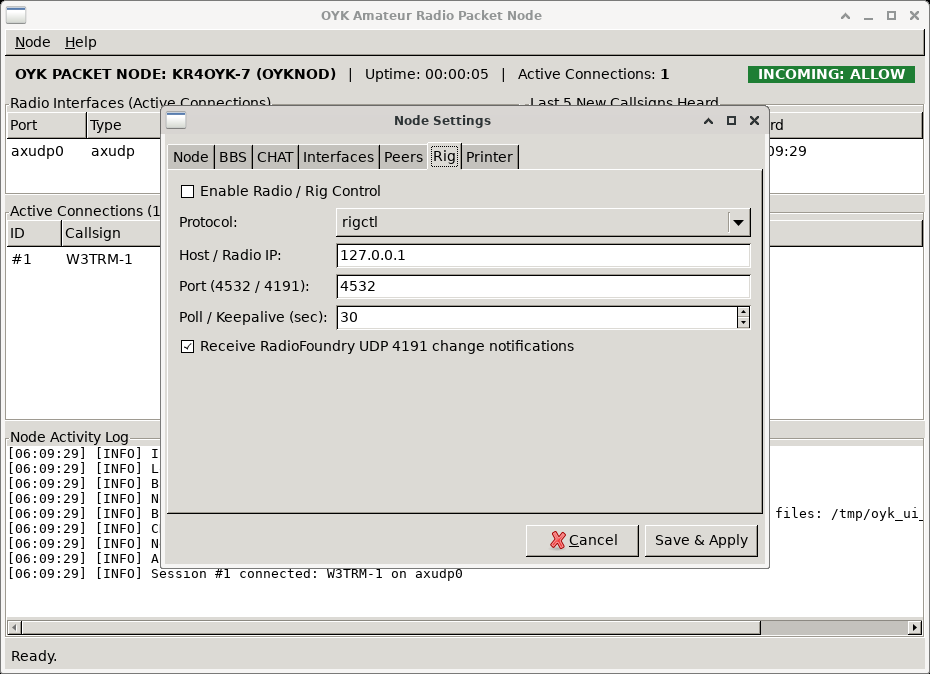 OYK Amateur Radio Packet Node
Node Help
OYK PACKET NODE: KR4OYK-7 (OYKNOD) | Uptime: 00:00:05 | Active Connections: 1 INCOMING: ALLOW
Radio Interfaces (Active Connections) Last 5 New Callsigns Heard
Port Type rd
axudp0 axudp 09:29
Active Connections (1
ID Callsign
#1 W3TRM-1
Node Settings
Node BBS CHAT Interfaces Peers Rig Printer
Enable Radio / Rig Control
Protocol: rigctl
Host / Radio IP: 127.0.0.1
Port (4532 / 4191): 4532
Poll / Keepalive (sec): 30
Receive RadioFoundry UDP 4191 change notifications
Cancel Save & Apply
Node Activity Log
[06:09:29] [INFO] I
[06:09:29] [INFO] L
[06:09:29] [INFO] B
[06:09:29] [INFO] N
[06:09:29] [INFO] B files: /tmp/oyk_ui_
[06:09:29] [INFO] C
[06:09:29] [INFO] N
[06:09:29] [INFO] A
[06:09:29] [INFO] Session #1 connected: W3TRM-1 on axudp0
Ready.